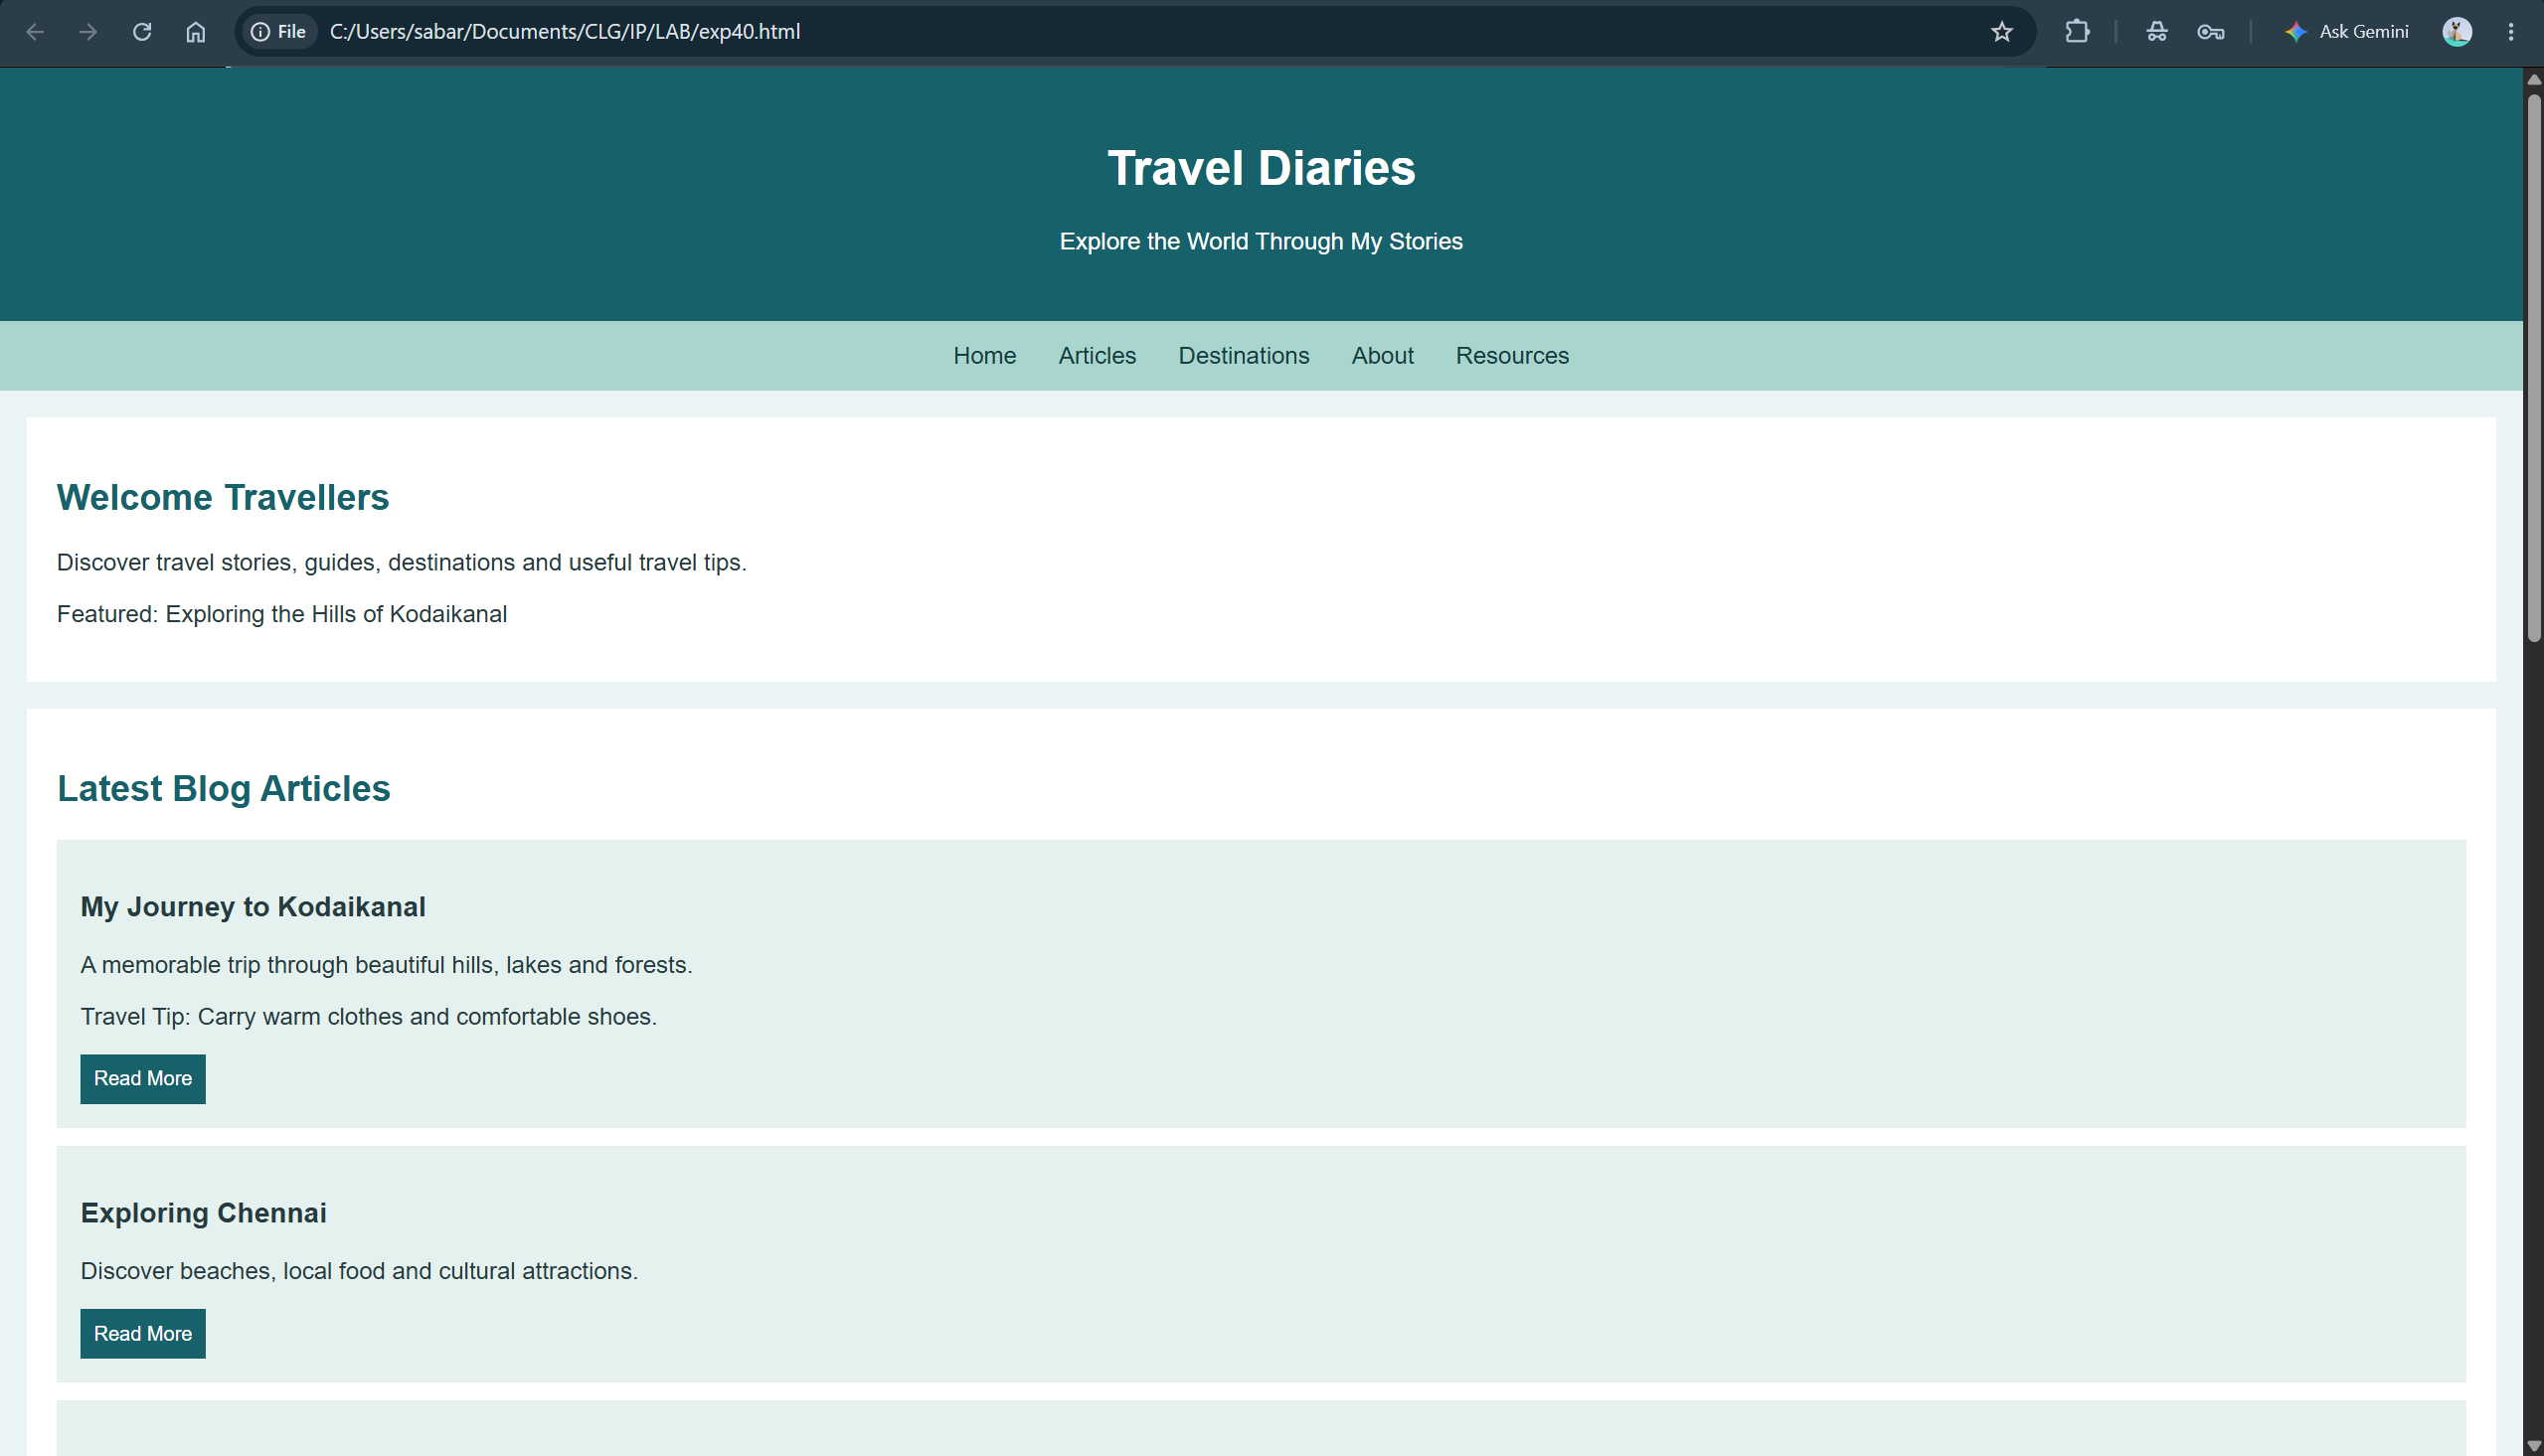 File
C:/Users/sabar/Documents/CLG/IP/LAB/exp40.html
Ask Gemini
Travel Diaries
Explore the World Through My Stories
Home Articles Destinations About Resources
Welcome Travellers
Discover travel stories, guides, destinations and useful travel tips.
Featured: Exploring the Hills of Kodaikanal
Latest Blog Articles
My Journey to Kodaikanal
A memorable trip through beautiful hills, lakes and forests.
Travel Tip: Carry warm clothes and comfortable shoes.
Read More
Exploring Chennai
Discover beaches, local food and cultural attractions.
Read More